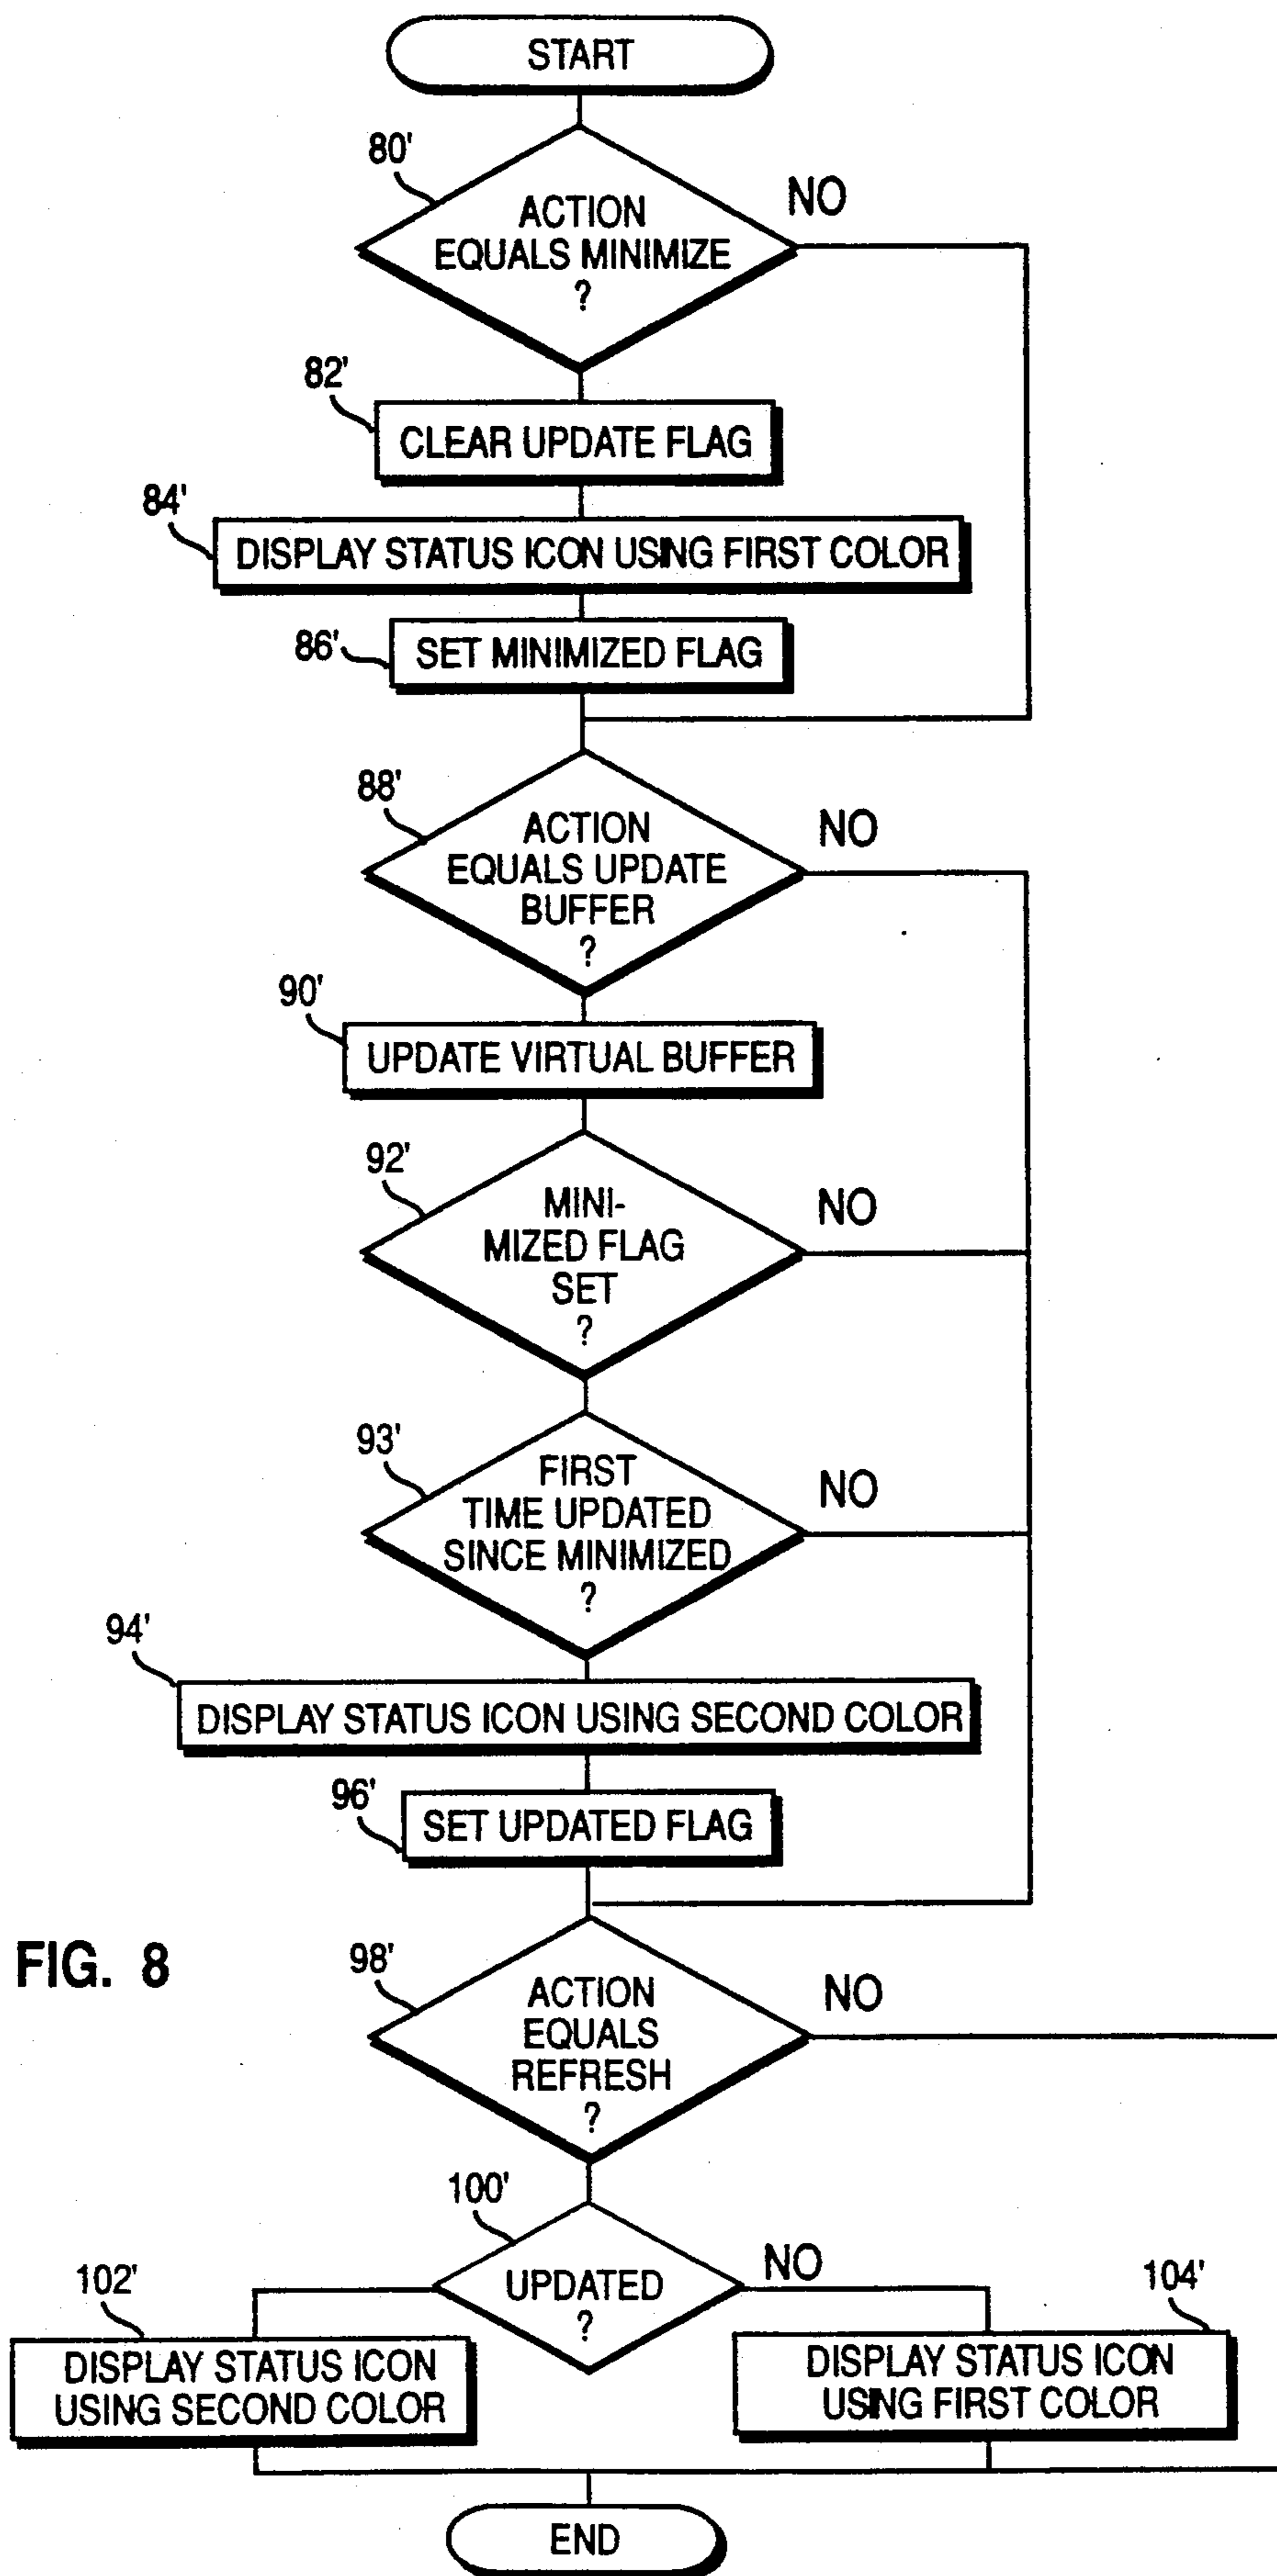 START
80'
ACTION
EQUALS MINIMIZE
?
NO
82'
CLEAR UPDATE FLAG
84'
DISPLAY STATUS ICON USING FIRST COLOR
86'
SET MINIMIZED FLAG
88'
ACTION
EQUALS UPDATE
BUFFER
?
NO
90'
UPDATE VIRTUAL BUFFER
92'
MINI-
MIZED FLAG
SET
?
NO
93'
FIRST
TIME UPDATED
SINCE MINIMIZED
?
NO
94'
DISPLAY STATUS ICON USING SECOND COLOR
96'
SET UPDATED FLAG
FIG. 8
98'
ACTION
EQUALS
REFRESH
?
NO
100'
UPDATED
?
NO
102'
DISPLAY STATUS ICON
USING SECOND COLOR
104'
DISPLAY STATUS ICON
USING FIRST COLOR
END